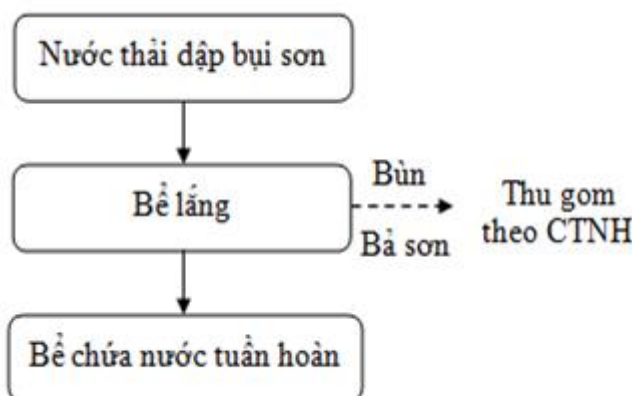 Nước thải dập bụi sơn
Bể lắng
Bùn
Bả sơn
Thu gom
theo CTNH
Bể chứa nước tuần hoàn